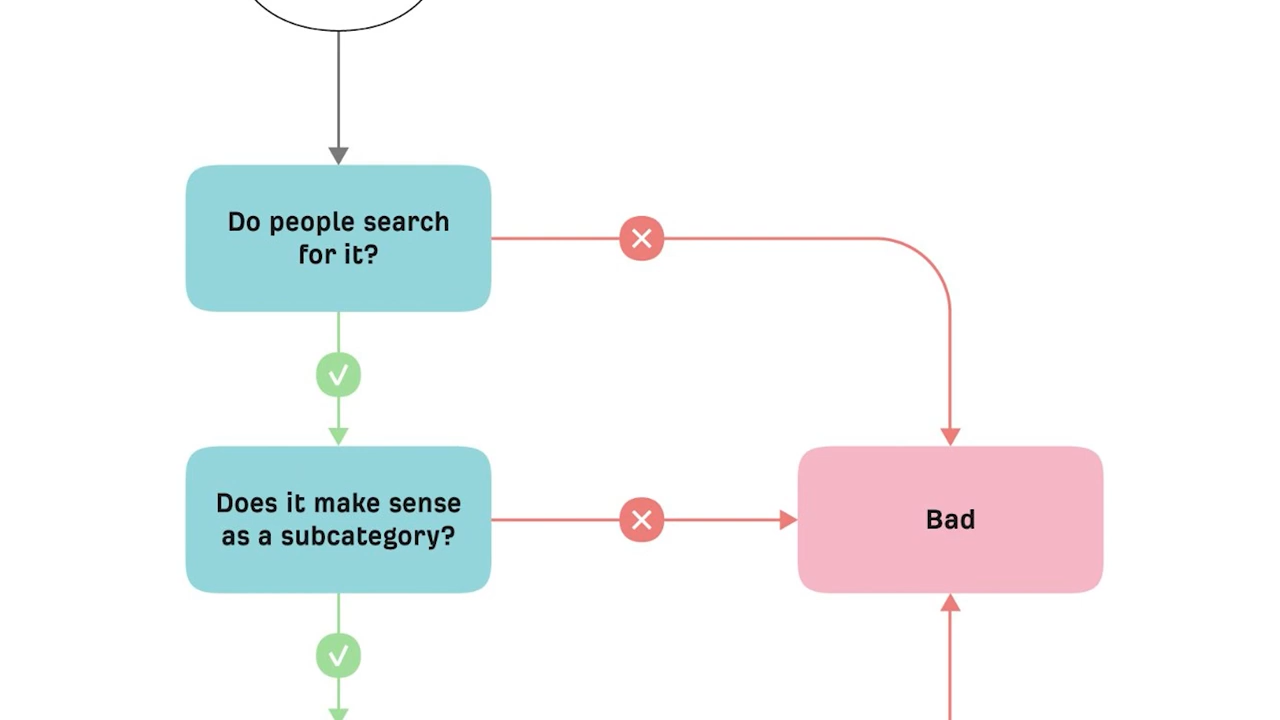 Do people search
for it?
Does it make sense
as a subcategory?
Bad